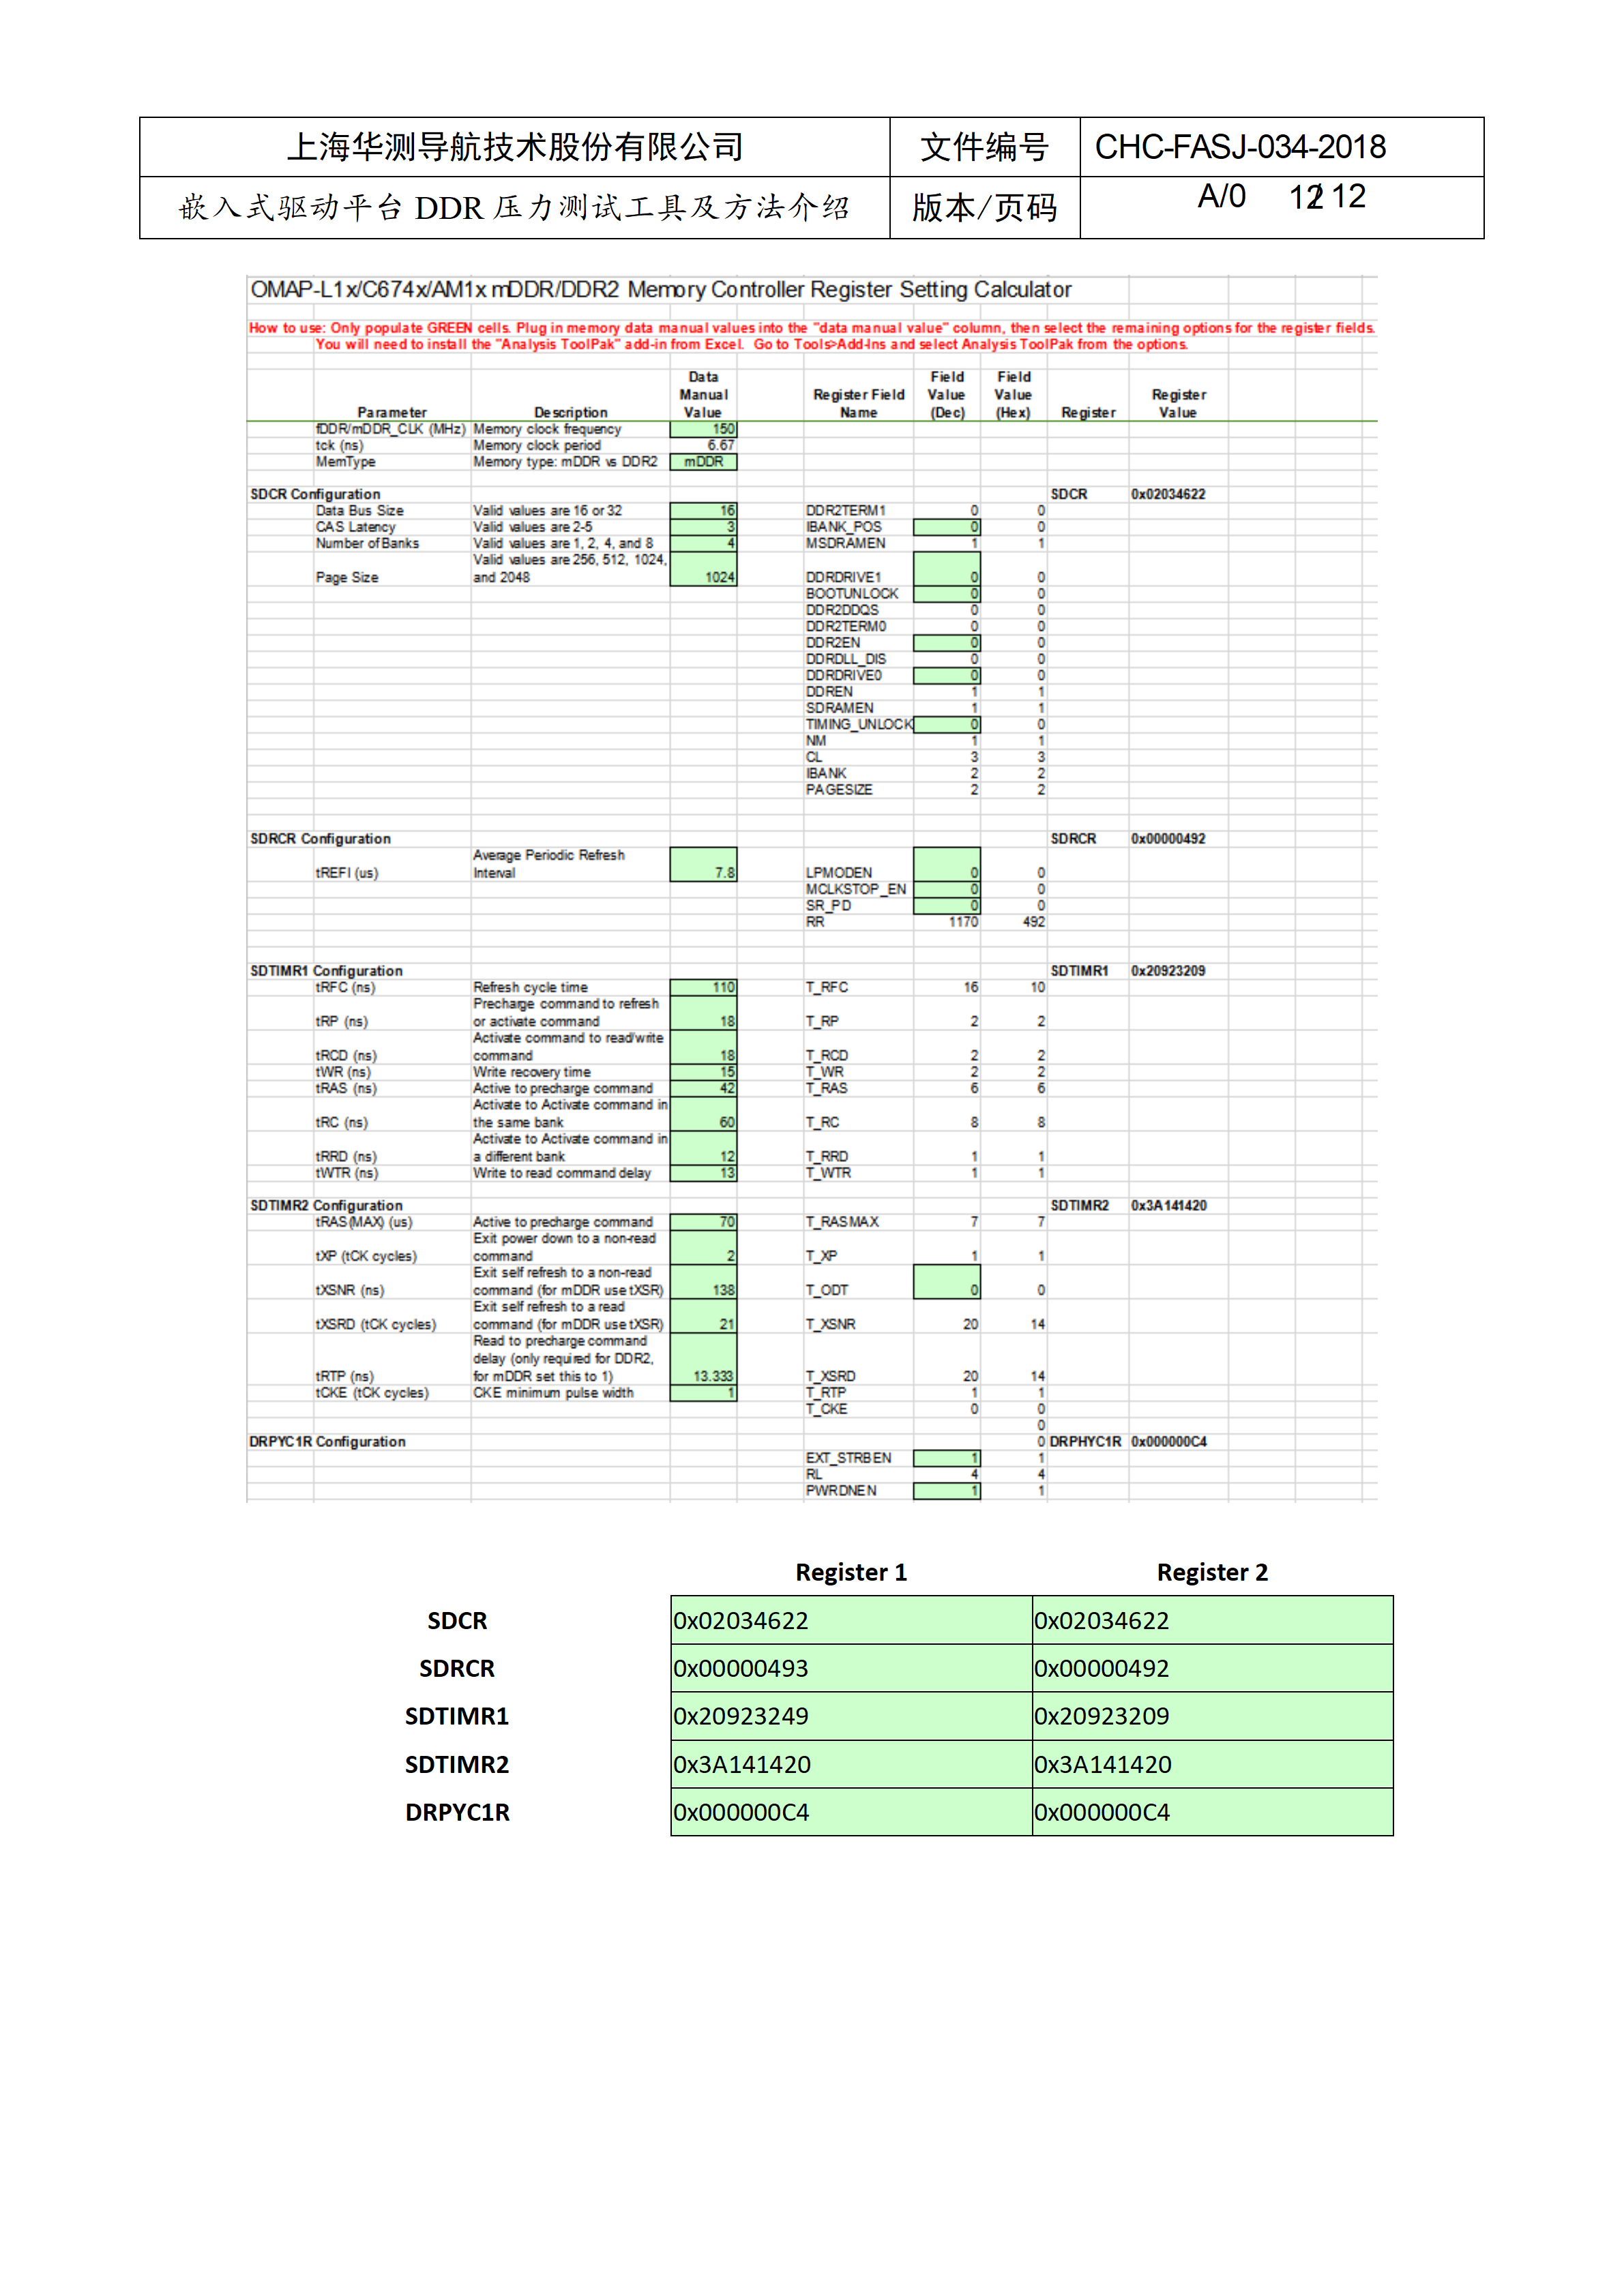 上海华测导航技术股份有限公司 文件编号 CHC-FASJ-034-2018
嵌入式驱动平台 DDR 压力测试工具及方法介绍 版本/页码 A/0 12/ 12
OMAP-L1x/C674x/AM1x mDDR/DDR2 Memory Controller Register Setting Calculator
How to use: Only populate GREEN cells. Plug in memory data manual values into the "data manual value" column, then select the remaining options for the register fields.
You will need to install the "Analysis ToolPak" add-in from Excel. Go to Tools>Add-Ins and select Analysis ToolPak from the options.
Parameter Description Data Manual Value Register Field Name Field Value (Dec) Field Value (Hex) Register Register Value
fDDR/mDDR_CLK (MHz) Memory clock frequency 150
tck (ns) Memory clock period 6.67
MemType Memory type: mDDR vs DDR2 mDDR
SDCR Configuration SDCR 0x02034622
Data Bus Size Valid values are 16 or 32 16 DDR2TERM1 0 0
CAS Latency Valid values are 2-5 3 IBANK_POS 0 0
Number of Banks Valid values are 1, 2, 4, and 8 4 MSDRAMEN 1 1
Page Size Valid values are 256, 512, 1024, and 2048 1024 DDRDRIVE1 0 0
BOOTUNLOCK 0 0
DDR2DDQS 0 0
DDR2TERM0 0 0
DDR2EN 0 0
DDRDLL_DIS 0 0
DDRDRIVE0 0 0
DDREN 1 1
SDRAMEN 1 1
TIMING_UNLOCK 0 0
NM 1 1
CL 3 3
IBANK 2 2
PAGESIZE 2 2
SDRCR Configuration SDRCR 0x00000492
tREFI (us) Average Periodic Refresh Interval 7.8 LPMODEN 0 0
MCLKSTOP_EN 0 0
SR_PD 0 0
RR 1170 492
SDTIMR1 Configuration SDTIMR1 0x20923209
tRFC (ns) Refresh cycle time 110 T_RFC 16 10
tRP (ns) Precharge command to refresh or activate command 18 T_RP 2 2
tRCD (ns) Activate command to read/write command 18 T_RCD 2 2
tWR (ns) Write recovery time 15 T_WR 2 2
tRAS (ns) Active to precharge command 42 T_RAS 6 6
tRC (ns) Activate to Activate command in the same bank 60 T_RC 8 8
tRRD (ns) Activate to Activate command in a different bank 12 T_RRD 1 1
tWTR (ns) Write to read command delay 13 T_WTR 1 1
SDTIMR2 Configuration SDTIMR2 0x3A141420
tRAS(MAX) (us) Active to precharge command 70 T_RASMAX 7 7
tXP (tCK cycles) Exit power down to a non-read command 2 T_XP 1 1
tXSNR (ns) Exit self refresh to a non-read command (for mDDR use tXSR) 138 T_ODT 0 0
tXSRD (tCK cycles) Exit self refresh to a read command (for mDDR use tXSR) 21 T_XSNR 20 14
tRTP (ns) Read to precharge command delay (only required for DDR2, for mDDR set this to 1) 13.333 T_XSRD 20 14
tCKE (tCK cycles) CKE minimum pulse width 1 T_RTP 1 1
T_CKE 0 0
0
DRPYC1R Configuration 0 DRPHYC1R 0x000000C4
EXT_STRBEN 1 1
RL 4 4
PWRDNEN 1 1
Register 1 Register 2
SDCR 0x02034622 0x02034622
SDRCR 0x00000493 0x00000492
SDTIMR1 0x20923249 0x20923209
SDTIMR2 0x3A141420 0x3A141420
DRPYC1R 0x000000C4 0x000000C4